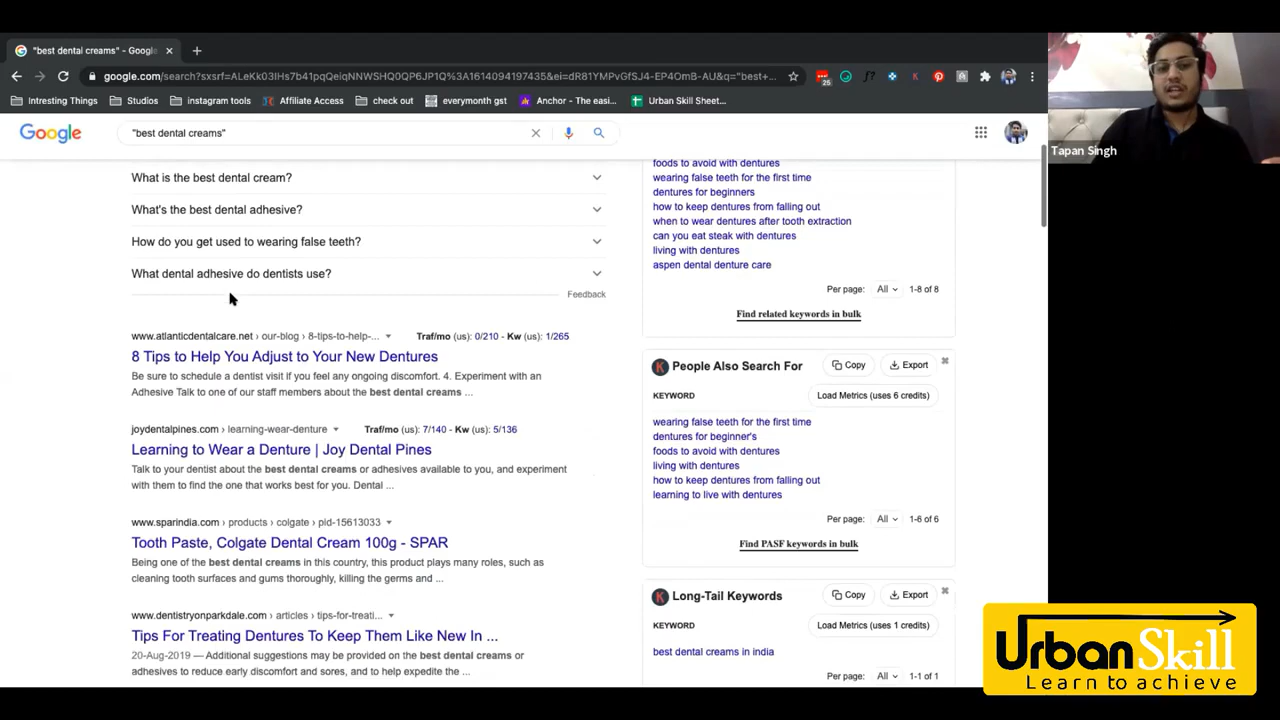 "best dental creams" - Google
google.com/search?sxsrf=ALeKk03IHs7b41pqQeiqNNWSHQ0QP6JP1Q%3A1614094197435&ei=dR81YMPvGfSJ4-EP4OmB-AU&q="best+...
25
f?
Intresting Things
Studios
instagram tools
Affiliate Access
check out
everymonth gst
Anchor - The easi...
Urban Skill Sheet...
Tapan Singh
Google
"best dental creams"
What is the best dental cream?
What's the best dental adhesive?
How do you get used to wearing false teeth?
What dental adhesive do dentists use?
Feedback
www.atlanticdentalcare.net › our-blog › 8-tips-to-help-...
Traf/mo (us): 0/210 - Kw (us): 1/265
8 Tips to Help You Adjust to Your New Dentures
Be sure to schedule a dentist visit if you feel any ongoing discomfort. 4. Experiment with an
Adhesive Talk to one of our staff members about the best dental creams ...
joydentalpines.com › learning-wear-denture
Traf/mo (us): 7/140 - Kw (us): 5/136
Learning to Wear a Denture | Joy Dental Pines
Talk to your dentist about the best dental creams or adhesives available to you, and experiment
with them to find the one that works best for you. Dental ...
www.sparindia.com › products › colgate › pid-15613033
Tooth Paste, Colgate Dental Cream 100g - SPAR
Being one of the best dental creams in this country, this product plays many roles, such as
cleaning tooth surfaces and gums thoroughly, killing the germs and ...
www.dentistryonparkdale.com › articles › tips-for-treati...
Tips For Treating Dentures To Keep Them Like New In ...
20-Aug-2019 — Additional suggestions may be provided on the best dental creams or
adhesives to reduce early discomfort and sores, and to help expedite the ...
foods to avoid with dentures
wearing false teeth for the first time
dentures for beginners
how to keep dentures from falling out
when to wear dentures after tooth extraction
can you eat steak with dentures
living with dentures
aspen dental denture care
Per page: All 1-8 of 8
Find related keywords in bulk
K People Also Search For
Copy
Export
KEYWORD
Load Metrics (uses 6 credits)
wearing false teeth for the first time
dentures for beginner's
foods to avoid with dentures
living with dentures
how to keep dentures from falling out
learning to live with dentures
Per page: All 1-6 of 6
Find PASF keywords in bulk
K Long-Tail Keywords
Copy
Export
KEYWORD
Load Metrics (uses 1 credits)
best dental creams in india
Per page: All 1-1 of 1
Urban Skill
Learn to achieve